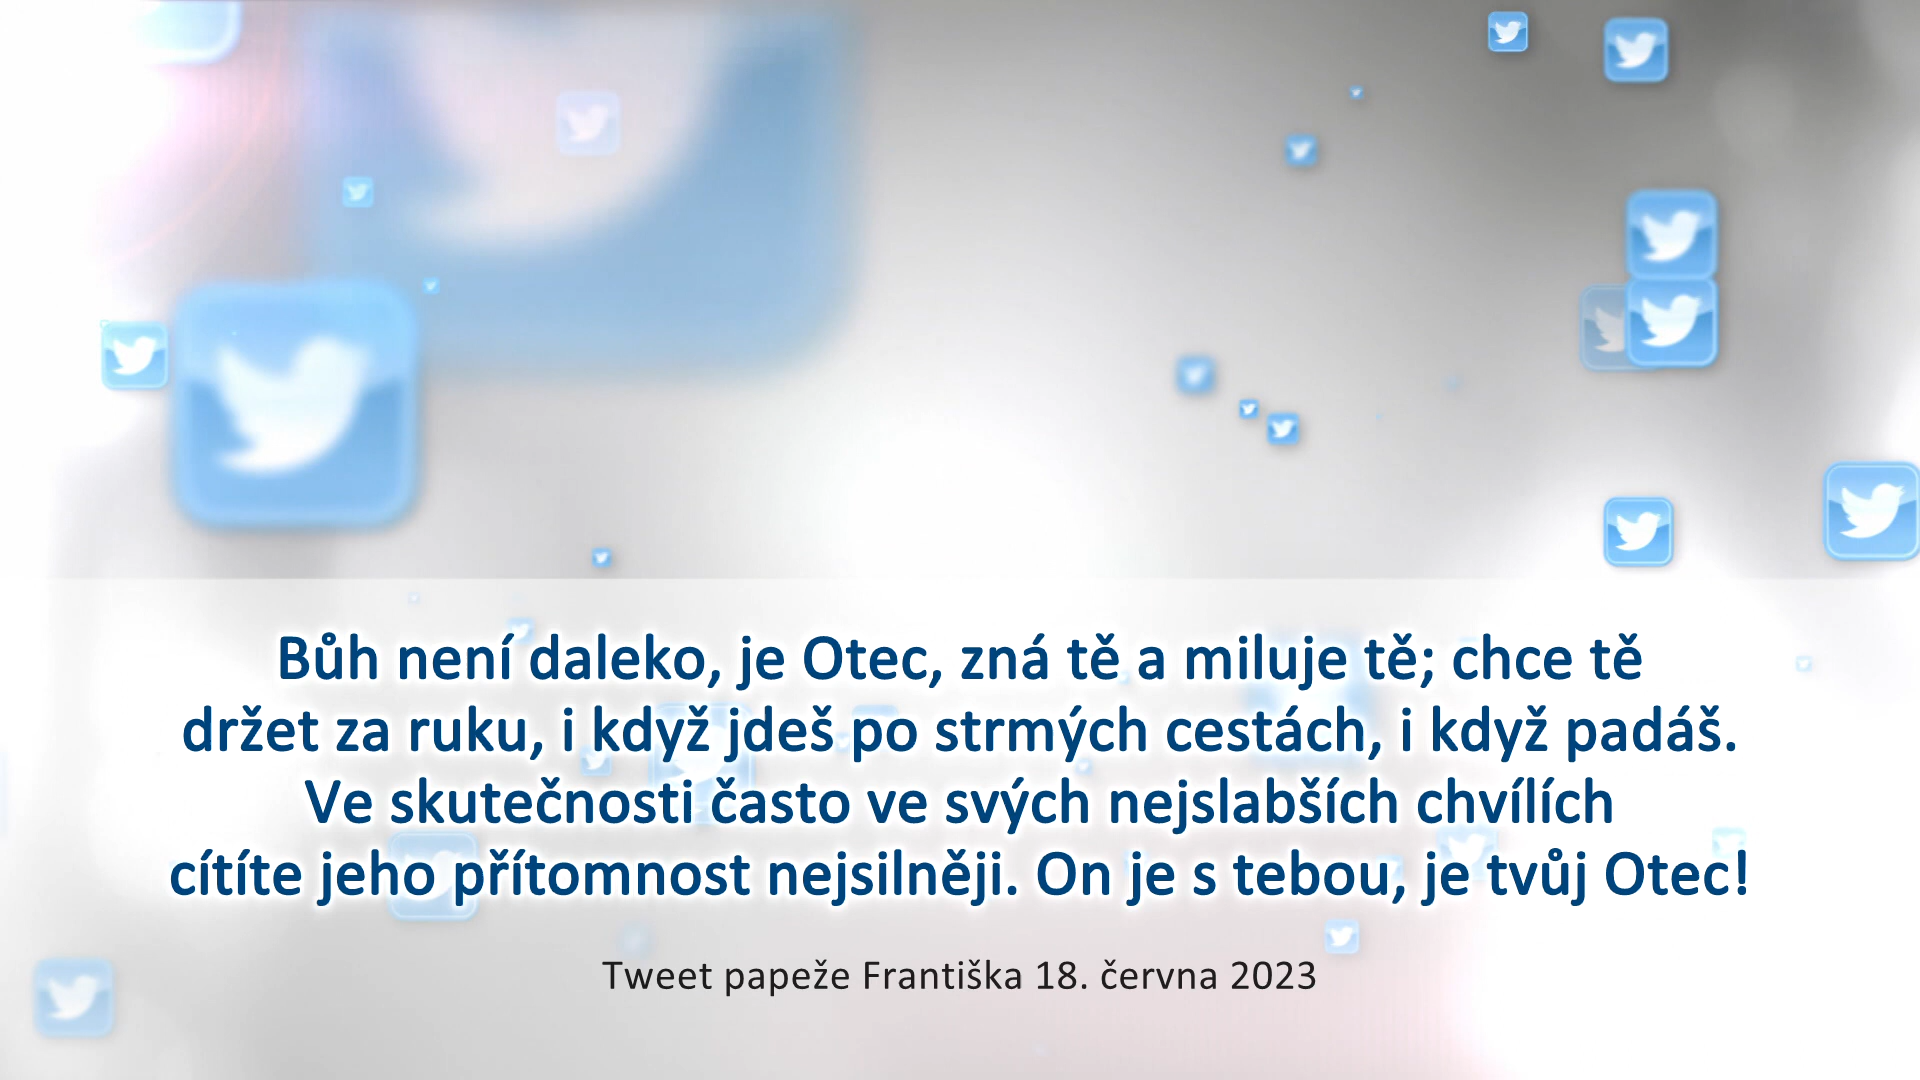 Bůh není daleko, je Otec, zná tě a miluje tě; chce tě
držet za ruku, i když jdeš po strmých cestách, i když padáš.
Ve skutečnosti často ve svých nejslabších chvílích
cítíte jeho přítomnost nejsilněji. On je s tebou, je tvůj Otec!
Tweet papeže Františka 18. června 2023